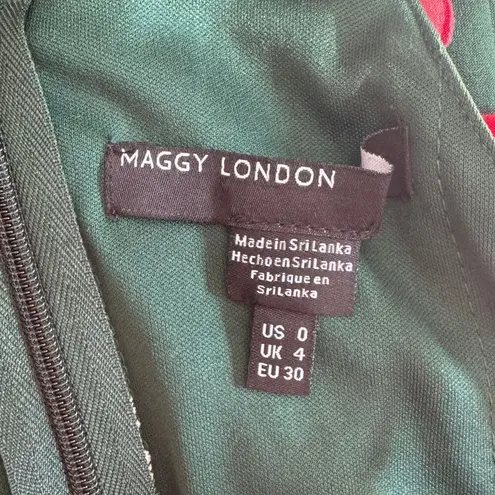 MAGGY LONDON
Made in Sri Lanka
Hecho en Sri Lanka
Fabrique en
Sri Lanka
US 0
UK 4
EU 30